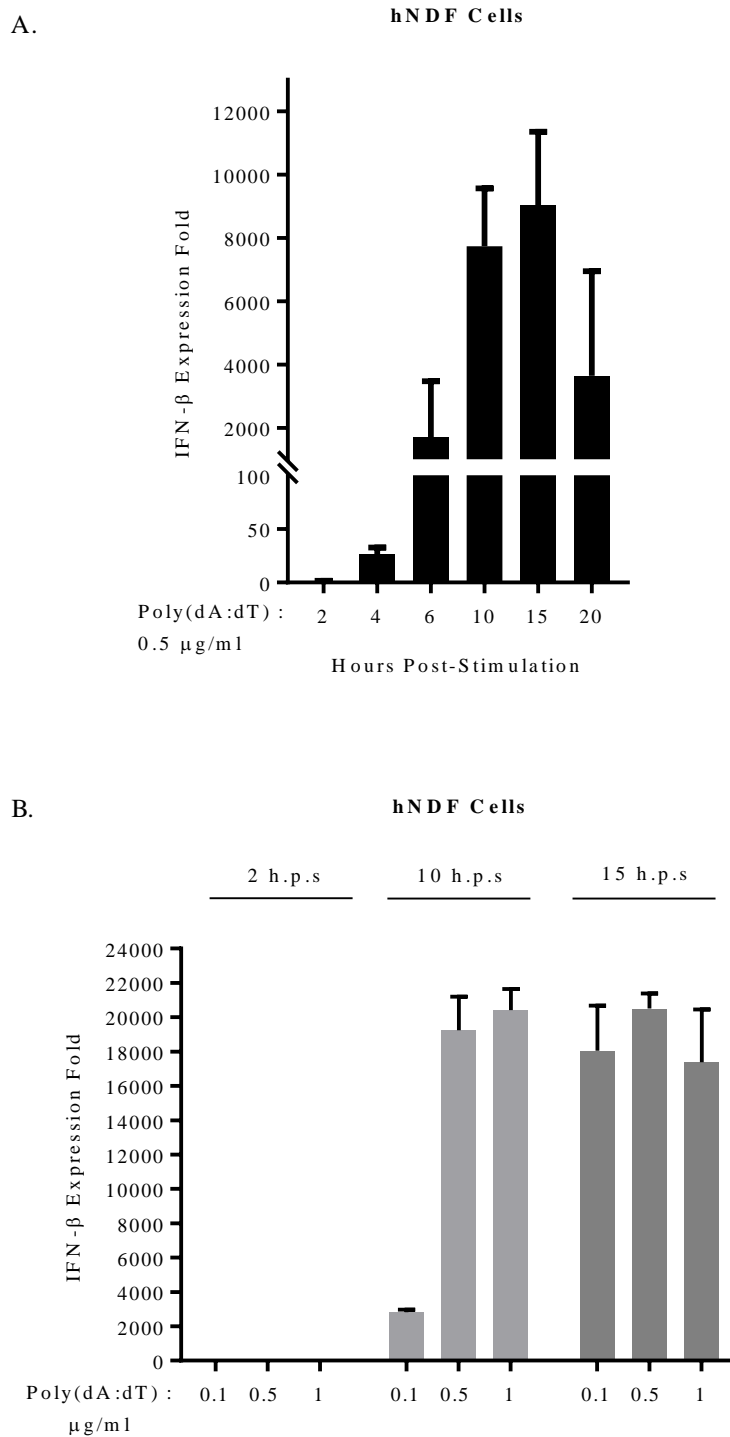 A.
hNDF Cells
IFN-β Expression Fold
12000
10000
8000
6000
4000
2000
100
50
0
Poly(dA:dT) : 2 4 6 10 15 20
0.5 µg/ml
Hours Post-Stimulation
B.
hNDF Cells
2 h.p.s 10 h.p.s 15 h.p.s
IFN-β Expression Fold
24000
22000
20000
18000
16000
14000
12000
10000
8000
6000
4000
2000
0
Poly(dA:dT) : 0.1 0.5 1 0.1 0.5 1 0.1 0.5 1
µg/ml